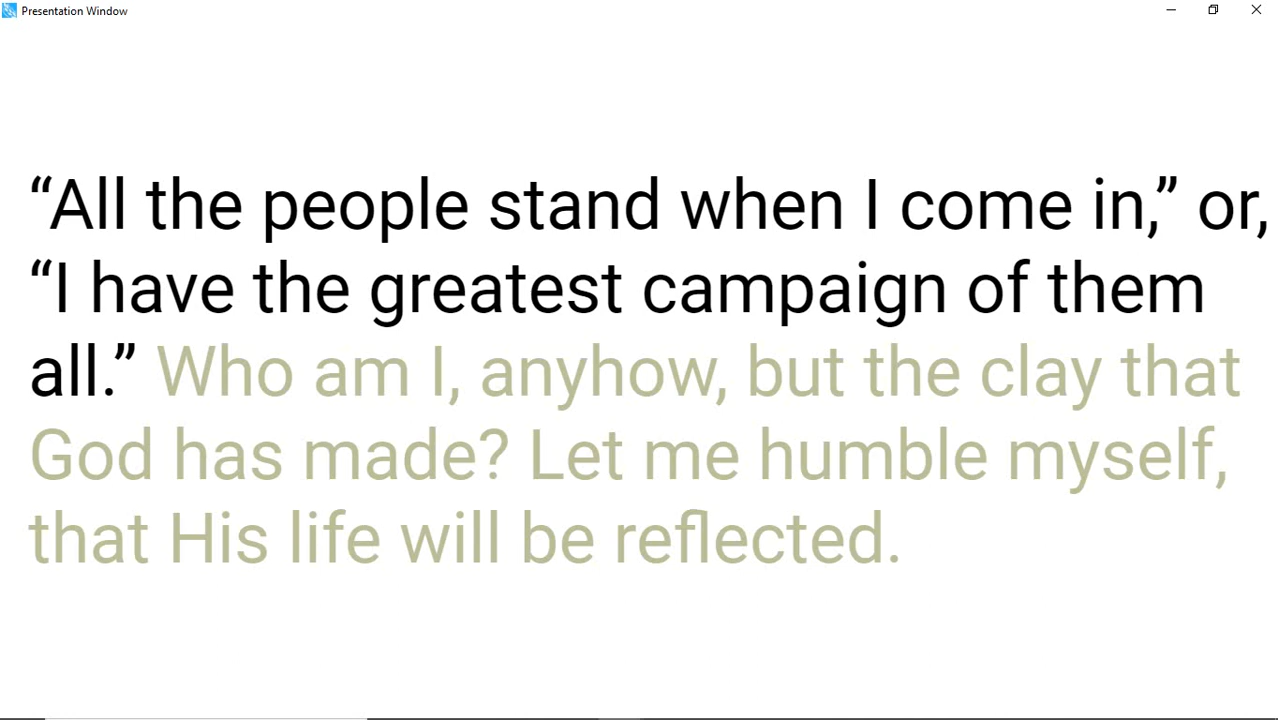 Presentation Window
“All the people stand when I come in,” or,
“I have the greatest campaign of them
all.” Who am I, anyhow, but the clay that
God has made? Let me humble myself,
that His life will be reflected.